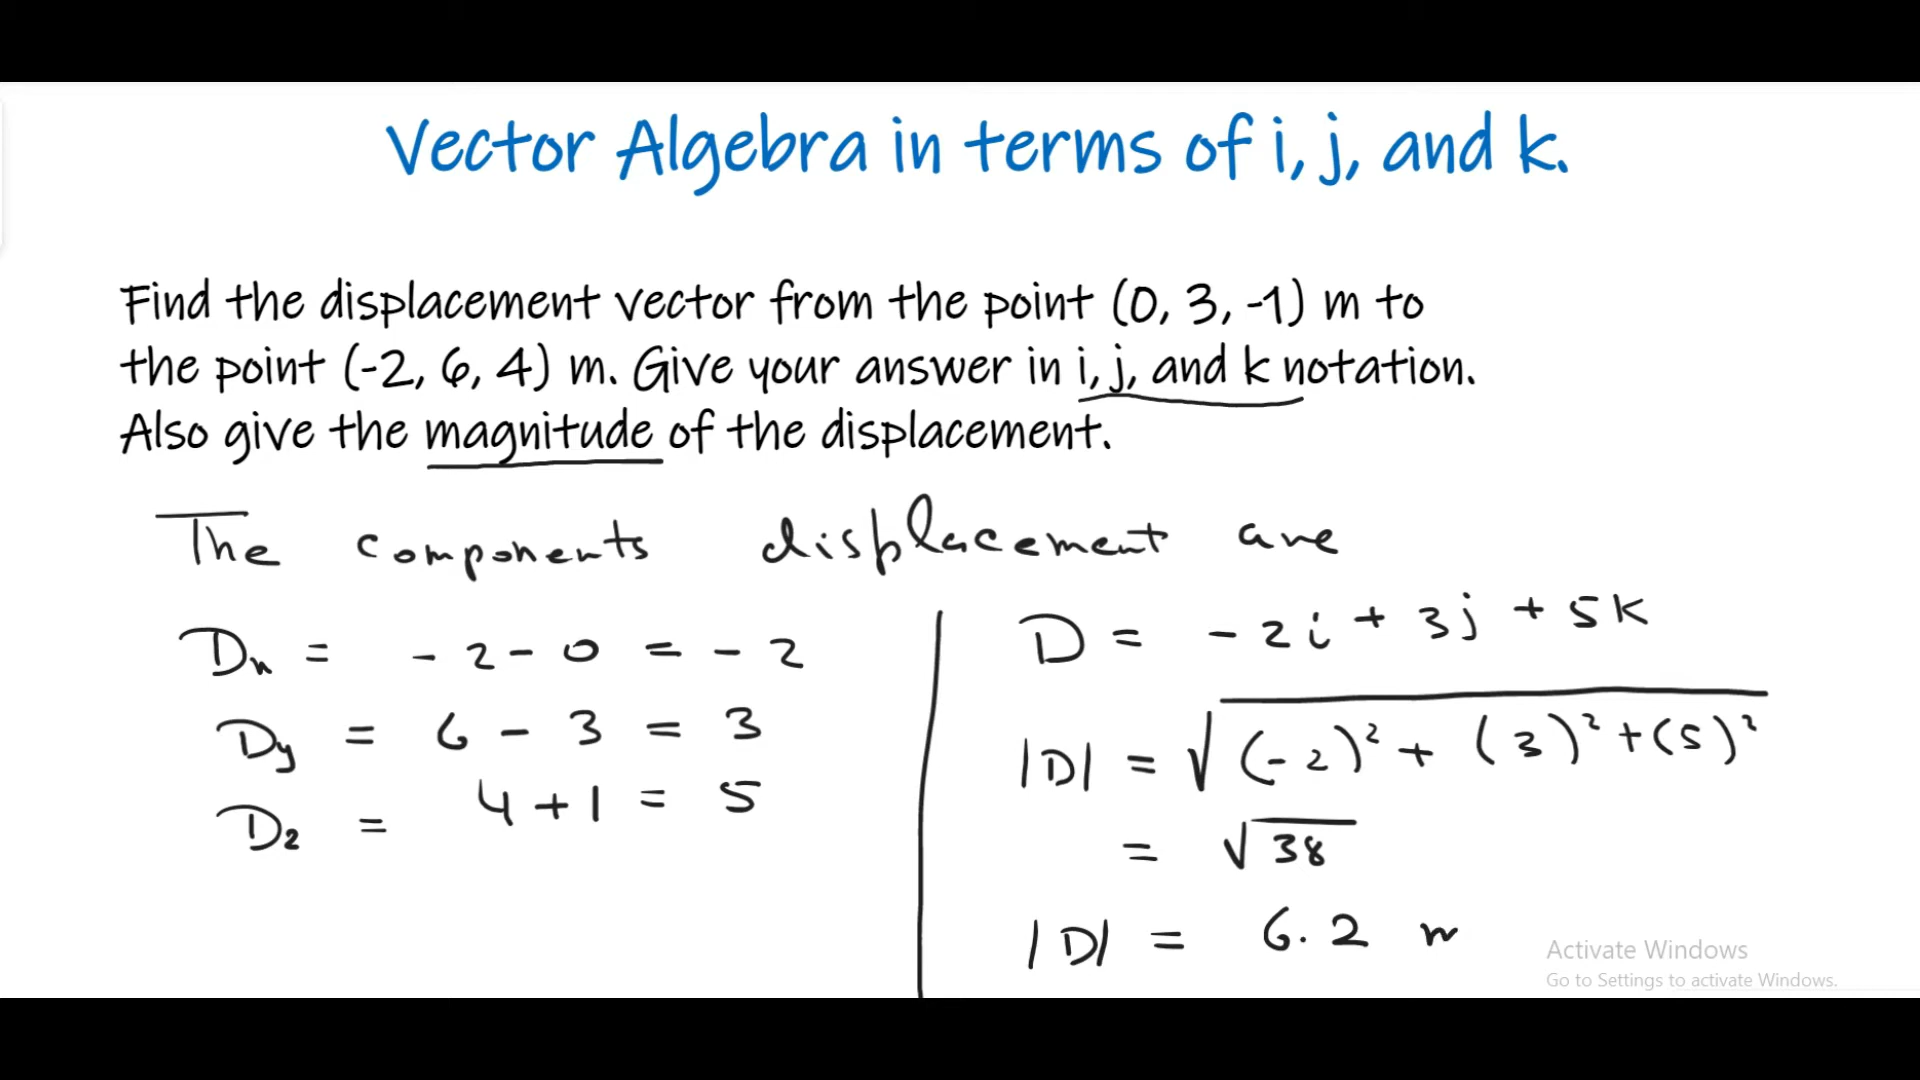 Vector Algebra in terms of i, j, and k.
Find the displacement vector from the point (0, 3, -1) m to
the point (-2, 6, 4) m. Give your answer in i, j, and k notation.
Also give the magnitude of the displacement.
The components displacement are
Dx = -2 - 0 = -2
Dy = 6 - 3 = 3
Dz = 4 + 1 = 5
D = -2i + 3j + 5k
|D| = √(-2)² + (3)² + (5)²
= √38
|D| = 6.2 m
Activate Windows
Go to Settings to activate Windows.